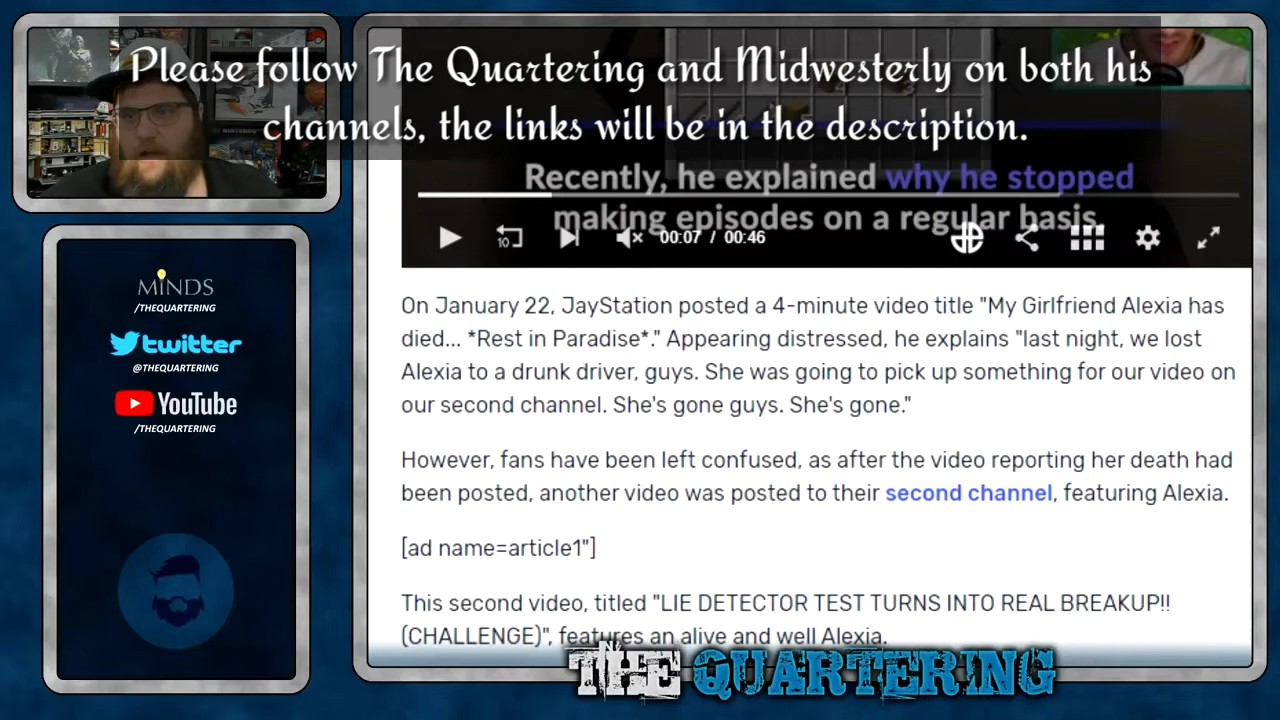 Please follow The Quartering and Midwesterly on both his
channels, the links will be in the description.
Recently, he explained why he stopped
making episodes on a regular basis.
10
00:07 / 00:46
MINDS
/THEQUARTERING
twitter
@THEQUARTERING
YouTube
/THEQUARTERING
On January 22, JayStation posted a 4-minute video title "My Girlfriend Alexia has
died... *Rest in Paradise*." Appearing distressed, he explains "last night, we lost
Alexia to a drunk driver, guys. She was going to pick up something for our video on
our second channel. She's gone guys. She's gone."
However, fans have been left confused, as after the video reporting her death had
been posted, another video was posted to their second channel, featuring Alexia.
[ad name=article1"]
This second video, titled "LIE DETECTOR TEST TURNS INTO REAL BREAKUP!!
(CHALLENGE)", features an alive and well Alexia.
THE QUARTERING